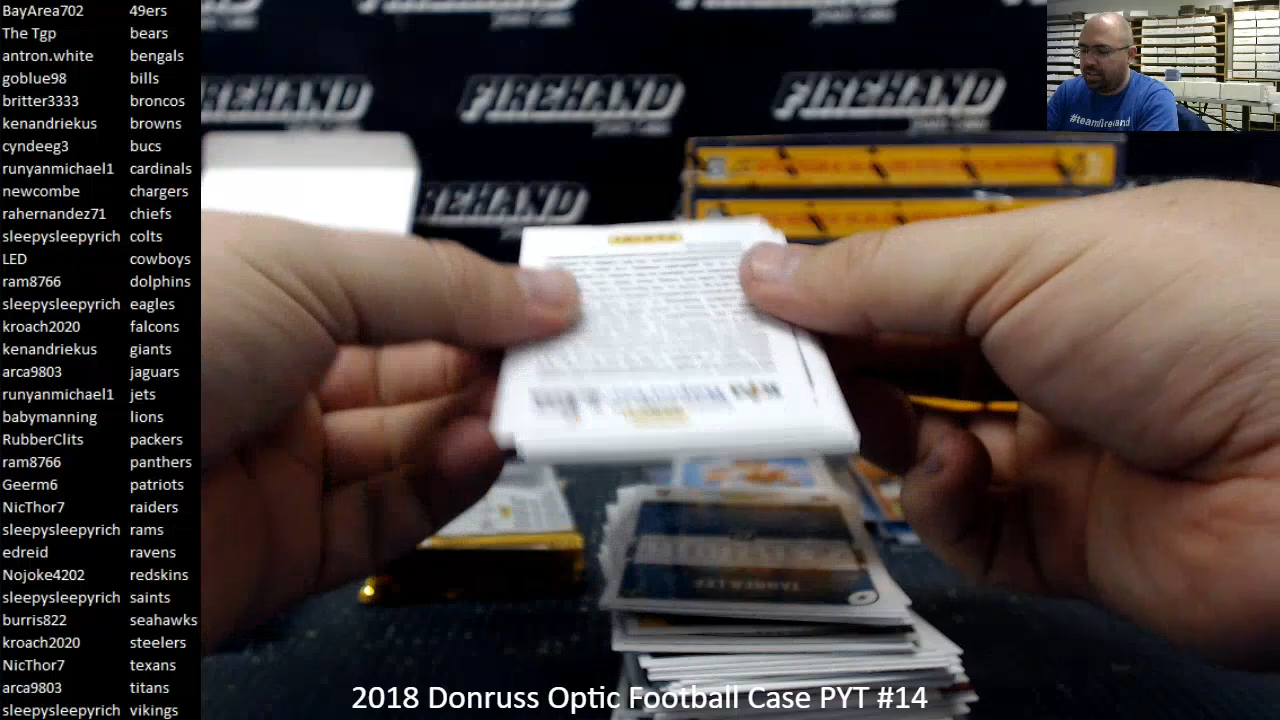 BayArea702 49ers
The Tgp bears
antron.white bengals
goblue98 bills
britter3333 broncos
kenandriekus browns
cyndeeg3 bucs
runyanmichael1 cardinals
newcombe chargers
rahernandez71 chiefs
sleepysleepyrich colts
LED cowboys
ram8766 dolphins
sleepysleepyrich eagles
kroach2020 falcons
kenandriekus giants
arca9803 jaguars
runyanmichael1 jets
babymanning lions
RubberClits packers
ram8766 panthers
Geerm6 patriots
NicThor7 raiders
sleepysleepyrich rams
edreid ravens
Nojoke4202 redskins
sleepysleepyrich saints
burris822 seahawks
kroach2020 steelers
NicThor7 texans
arca9803 titans
sleepysleepyrich vikings
FIREHAND
FIREHAND
FIREHAND
FIREHAND
#teamfirehand
2018 Donruss Optic Football Case PYT #14